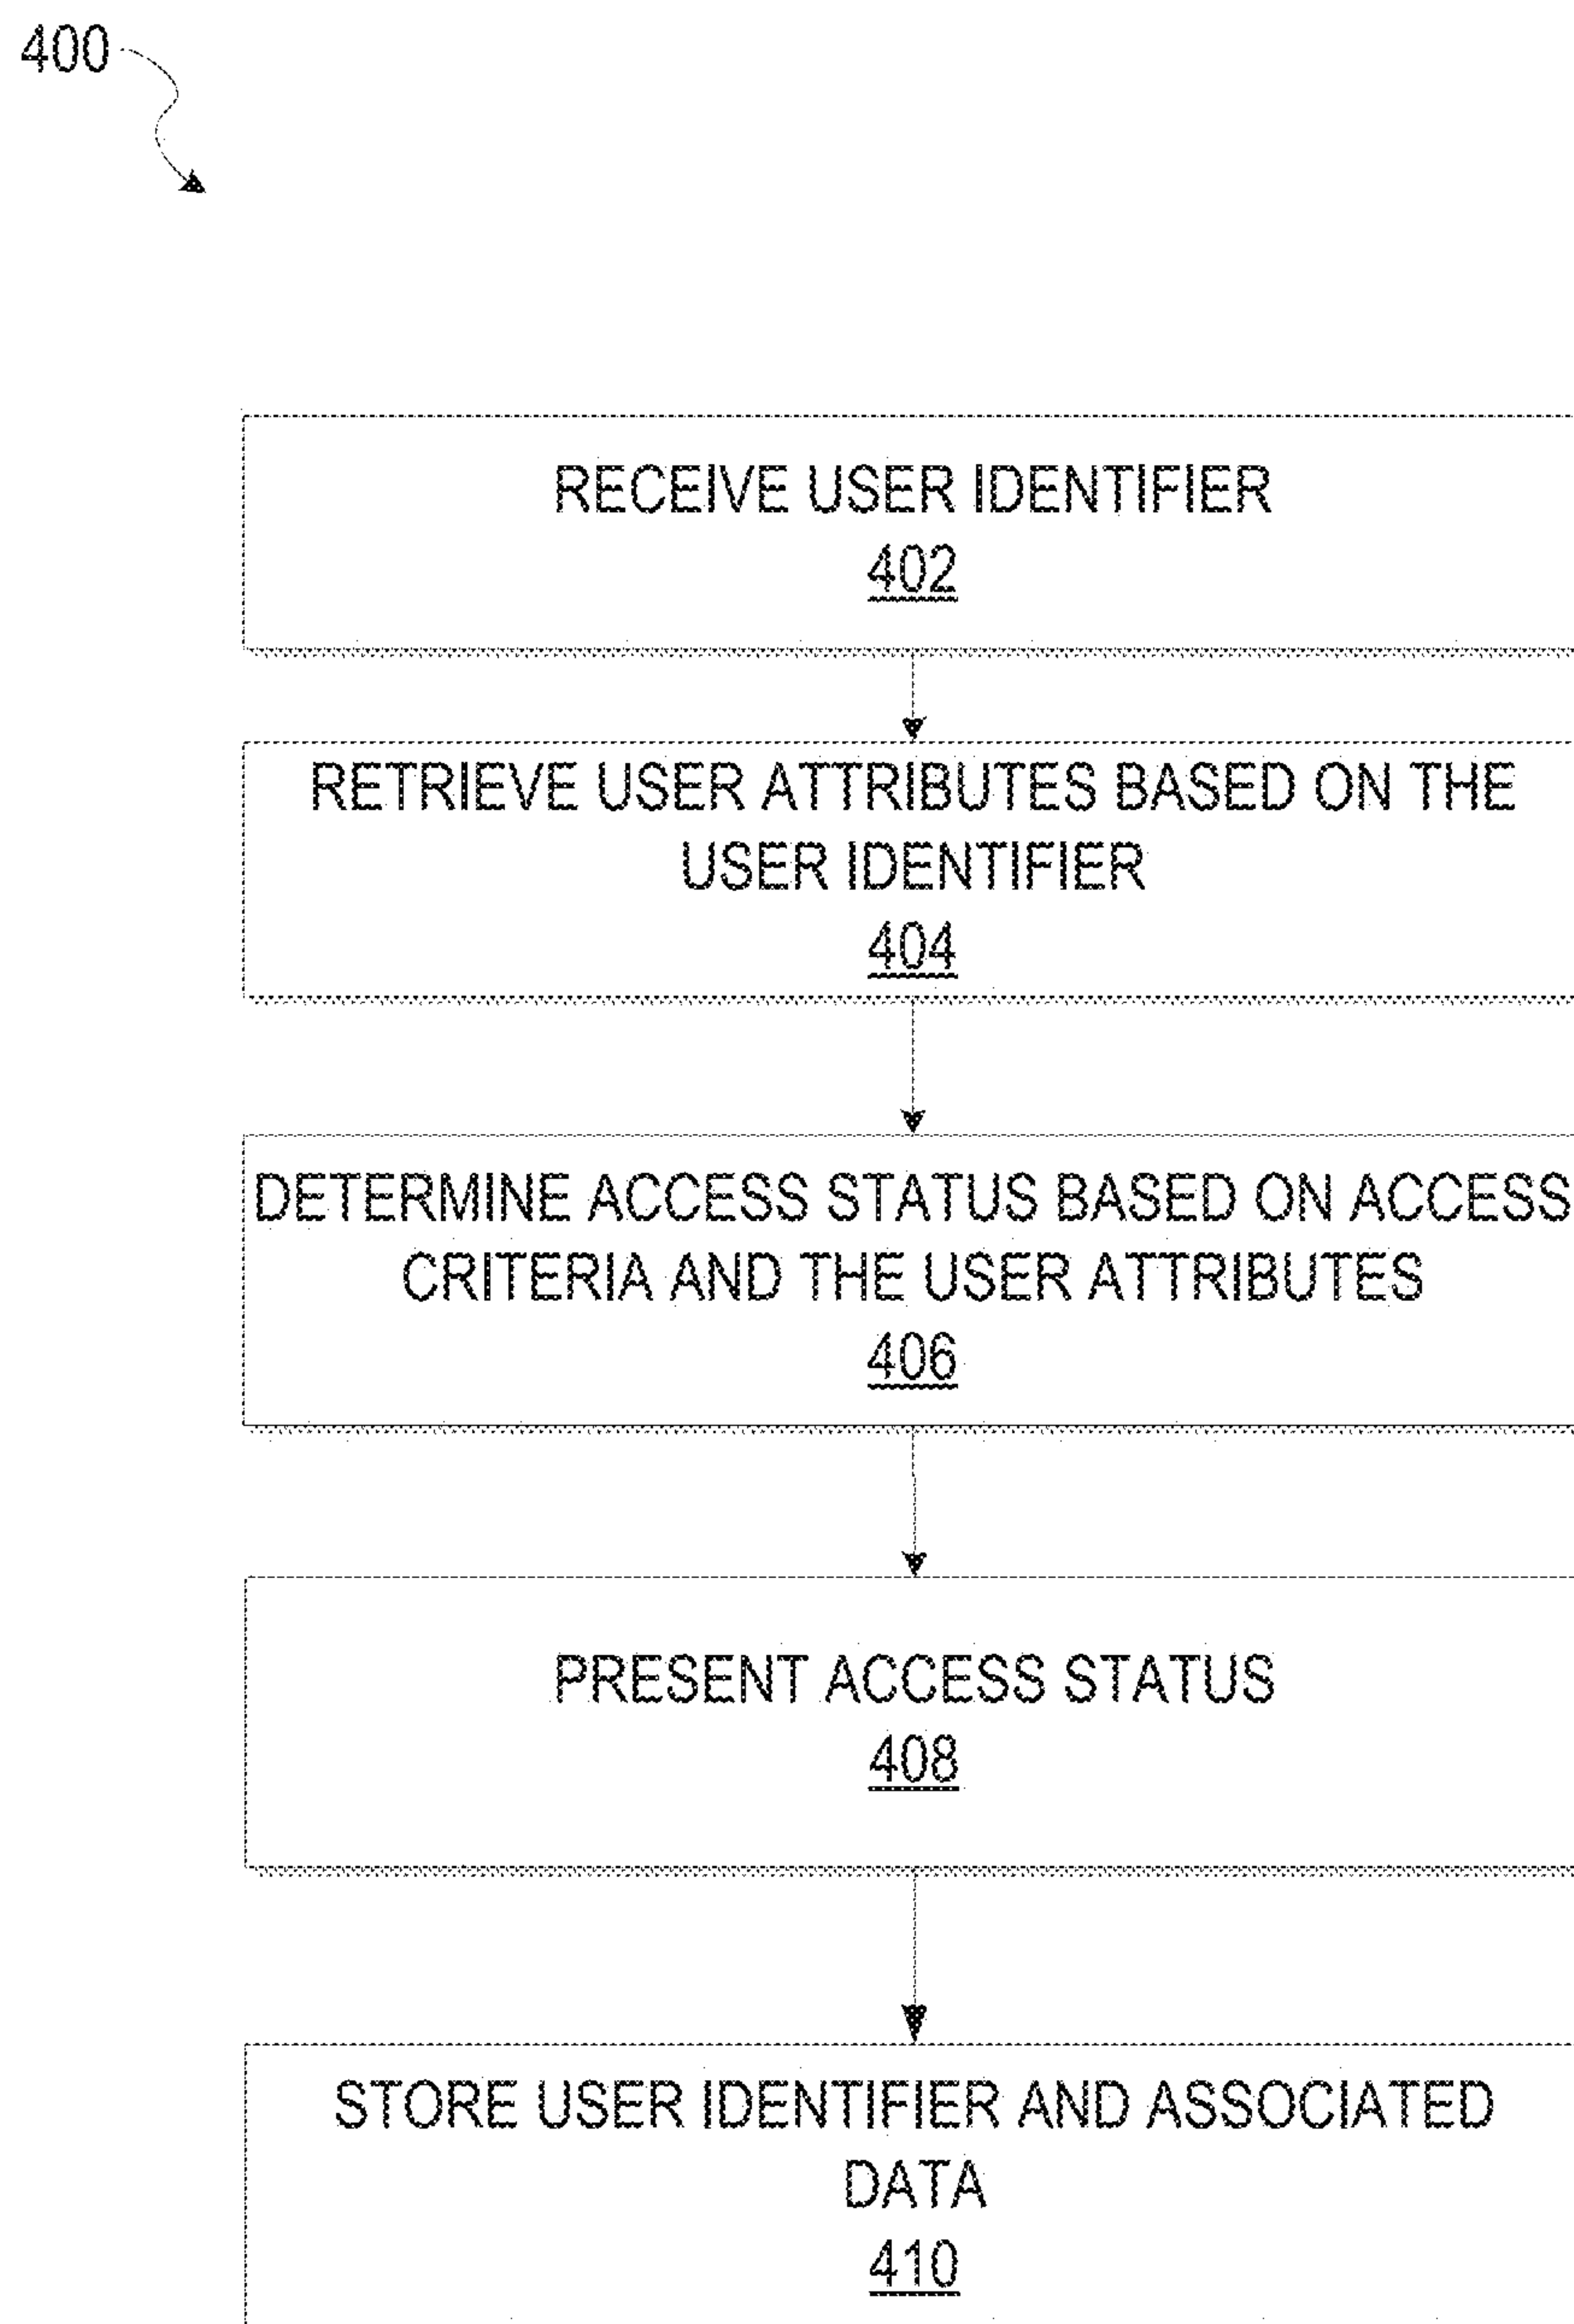 400
RECEIVE USER IDENTIFIER
402
RETRIEVE USER ATTRIBUTES BASED ON THE
USER IDENTIFIER
404
DETERMINE ACCESS STATUS BASED ON ACCESS
CRITERIA AND THE USER ATTRIBUTES
406
PRESENT ACCESS STATUS
408
STORE USER IDENTIFIER AND ASSOCIATED
DATA
410